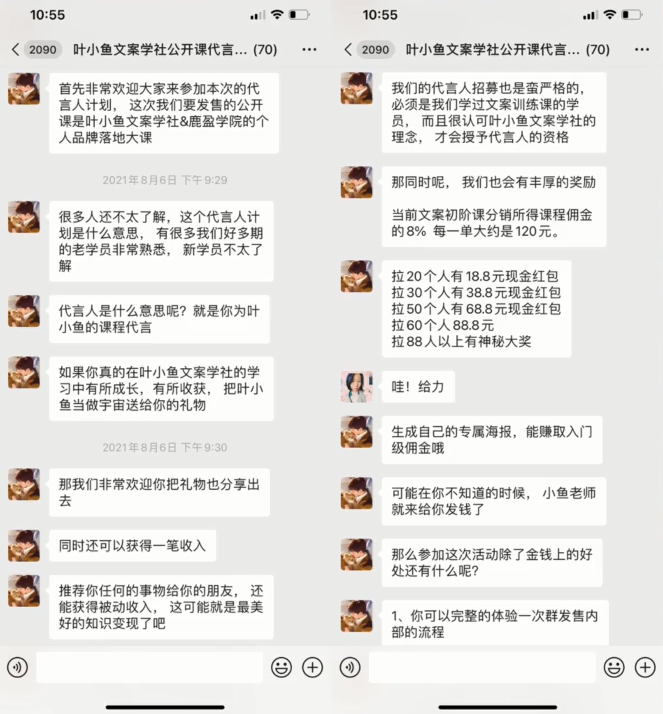 10:55
2090
叶小鱼文案学社公开课代言... (70)
首先非常欢迎大家来参加本次的代
言人计划， 这次我们要发售的公开
课是叶小鱼文案学社&鹿盈学院的个
人品牌落地大课
2021年8月6日 下午9:29
很多人还不太了解，这个代言人计
划是什么意思， 有很多我们好多期
的老学员非常熟悉， 新学员不太了
解
代言人是什么意思呢？就是你为叶
小鱼的课程代言
如果你真的在叶小鱼文案学社的学
习中有所成长，有所收获， 把叶小
鱼当做宇宙送给你的礼物
2021年8月6日 下午9:30
那我们非常欢迎你把礼物也分享出
去
同时还可以获得一笔收入
推荐你任何的事物给你的朋友， 还
能获得被动收入， 这可能就是最美
好的知识变现了吧
10:55
2090
叶小鱼文案学社公开课代言... (70)
我们的代言人招募也是蛮严格的，
必须是我们学过文案训练课的学
员， 而且很认可叶小鱼文案学社的
理念， 才会授予代言人的资格
那同时呢， 我们也会有丰厚的奖励
当前文案初阶课分销所得课程佣金
的8% 每一单大约是120元。
拉20个人有18.8元现金红包
拉30个人有38.8元现金红包
拉50个人有68.8元现金红包
拉60个人88.8元
拉88人以上有神秘大奖
哇！给力
生成自己的专属海报，能赚取入门
级佣金哦
可能在你不知道的时候， 小鱼老师
就来给你发钱了
那么参加这次活动除了金钱上的好
处还有什么呢?
1、你可以完整的体验一次群发售内
部的流程